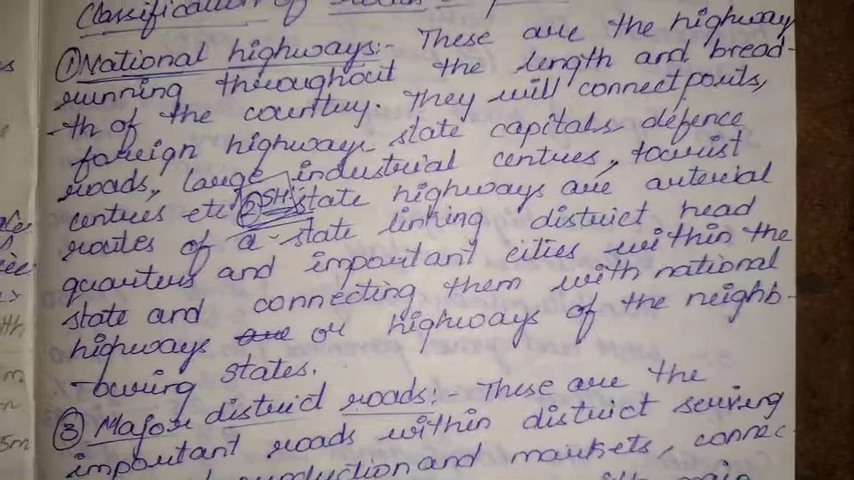 Classification of roads
① National highways:- These are the highway
running throughout the length and bread-
-th of the country. They will connect ports,
foreign highways state capitals defence
roads, large industrial centres, tourist
centres etc. ② SH: state highways are arterial
routes of a state linking district head
quarters and important cities within the
state and connecting them with national
highways or highways of the neighb-
-ouring states.
③ Major district roads:- These are the
important roads within district serving
production and markets, connec-